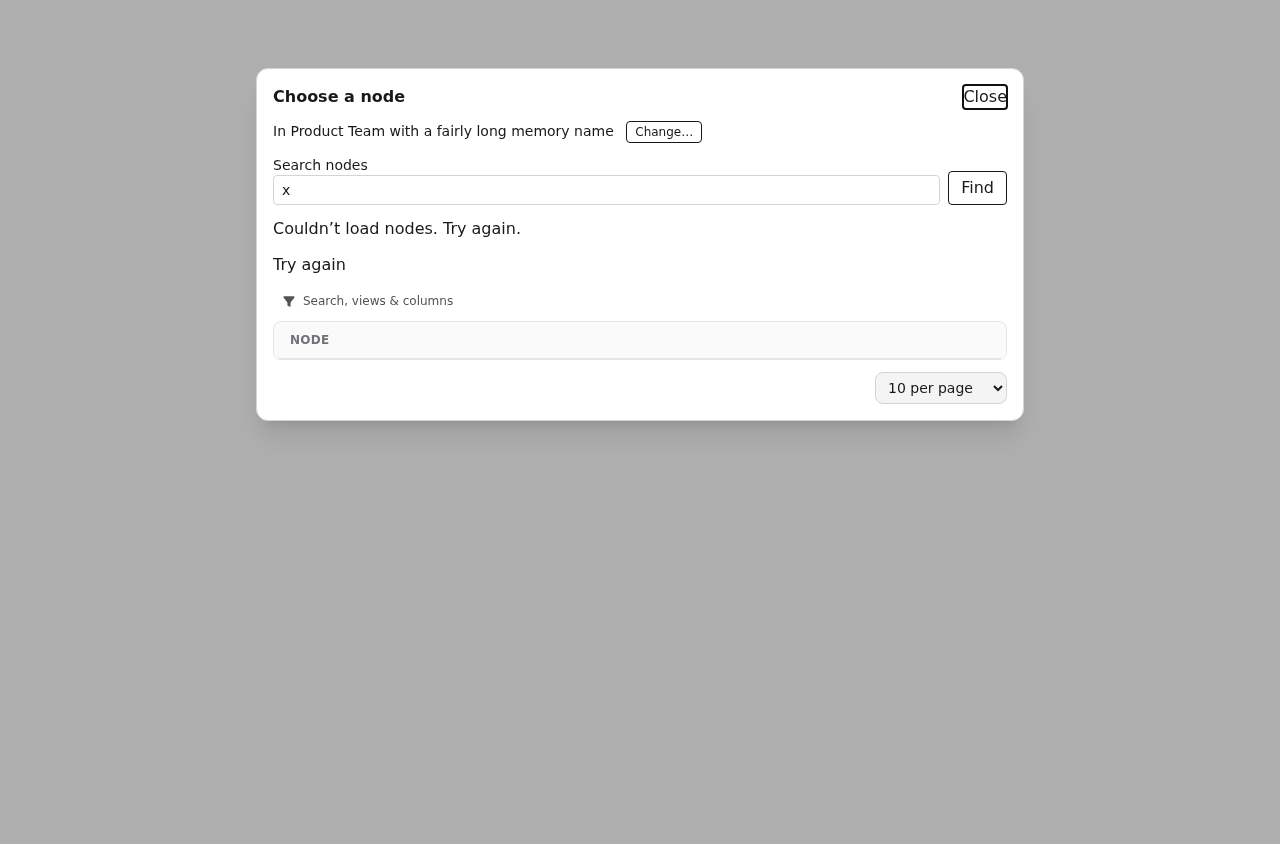 Choose a node
Close
In Product Team with a fairly long memory name
Change…
Search nodes
x
Find
Couldn’t load nodes. Try again.
Try again
Search, views & columns
NODE
10 per page